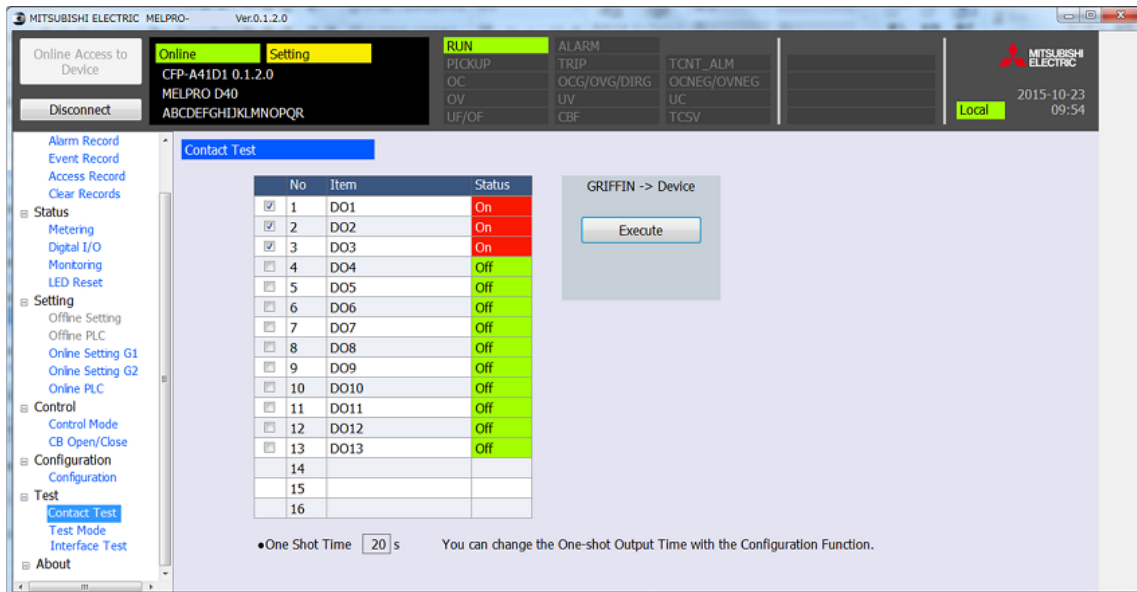 MITSUBISHI ELECTRIC MELPRO- Ver.0.1.2.0
Online Access to
Device
Disconnect
Online Setting
CFP-A41D1 0.1.2.0
MELPRO D40
ABCDEFGHIJKLMNOPQR
RUN ALARM
PICKUP TRIP TCNT_ALM
OC OCG/OVG/DIRG OCNEG/OVNEG
OV UV UC
UF/OF CBF TCSV
MITSUBISHI
ELECTRIC
2015-10-23
Local 09:54
Alarm Record
Event Record
Access Record
Clear Records
Status
Metering
Digital I/O
Monitoring
LED Reset
Setting
Offline Setting
Offline PLC
Online Setting G1
Online Setting G2
Online PLC
Control
Control Mode
CB Open/Close
Configuration
Configuration
Test
Contact Test
Test Mode
Interface Test
About
Contact Test
No Item Status
1 DO1 On
2 DO2 On
3 DO3 On
4 DO4 Off
5 DO5 Off
6 DO6 Off
7 DO7 Off
8 DO8 Off
9 DO9 Off
10 DO10 Off
11 DO11 Off
12 DO12 Off
13 DO13 Off
14
15
16
GRIFFIN -> Device
Execute
●One Shot Time 20 s You can change the One-shot Output Time with the Configuration Function.